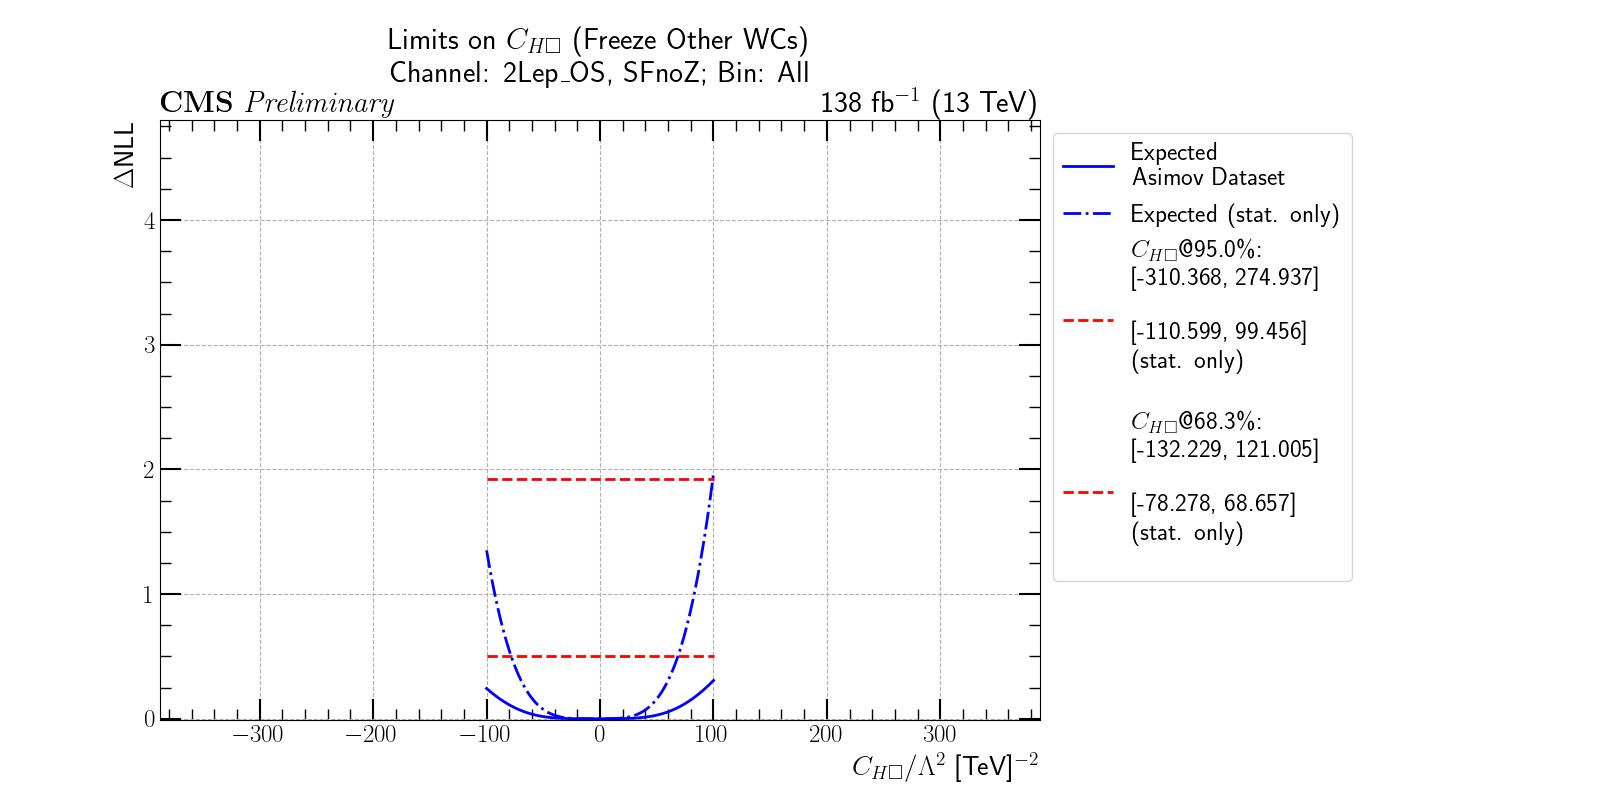 Limits on C_{H□} (Freeze Other WCs)
Channel: 2Lep_OS, SFnoZ; Bin: All
CMS Preliminary 138 fb⁻¹ (13 TeV)
ΔNLL
4
3
2
1
0
−300 −200 −100 0 100 200 300
C_{H□}/Λ² [TeV]⁻²
Expected
Asimov Dataset
Expected (stat. only)
C_{H□}@95.0%:
[-310.368, 274.937]
[-110.599, 99.456]
(stat. only)
C_{H□}@68.3%:
[-132.229, 121.005]
[-78.278, 68.657]
(stat. only)